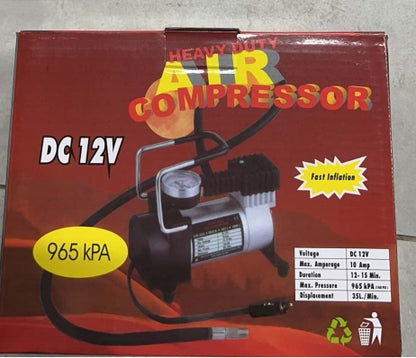 HEAVY DUTY
AIR
COMPRESSOR
DC 12V
Fast Inflation
965 kPA
Voltage DC 12V
Max. Amperage 10 Amp
Duration 12- 15 Min.
Max. Pressure 965 kPA
Displacement 35L./Min.